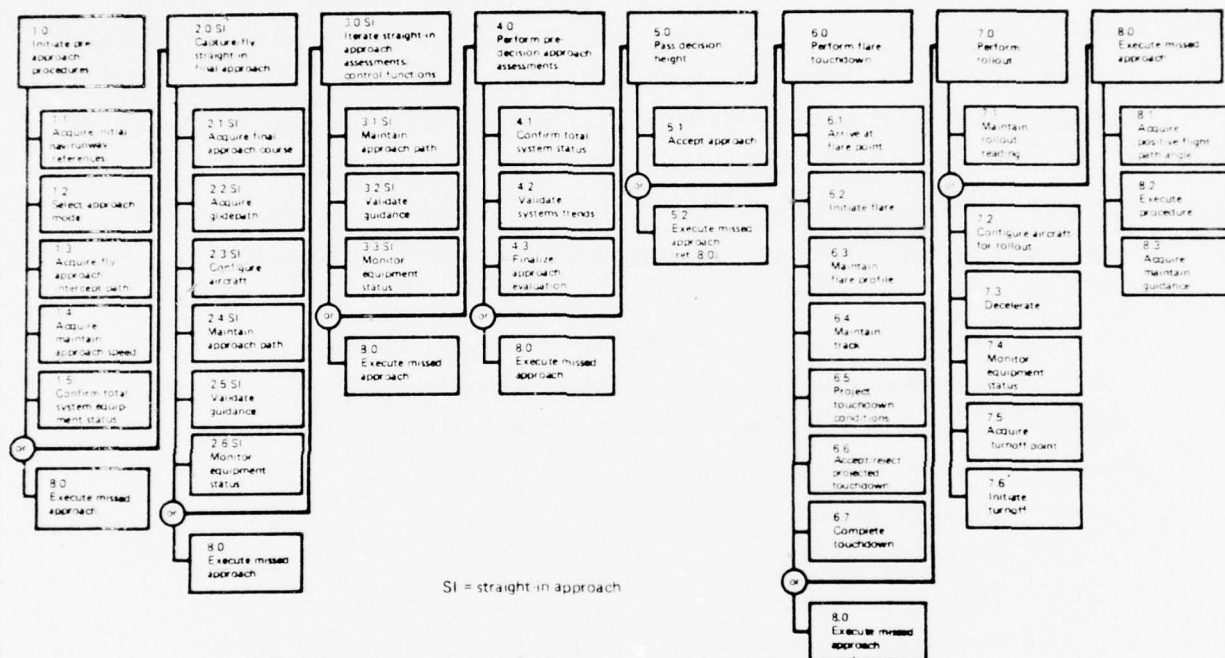 1.0
Initiate pre
approach
procedures
1.1
Acquire initial
nav/runway
references
1.2
Select approach
mode
1.3
Acquire fly
approach
intercept path
1.4
Acquire
maintain
approach speed
1.5
Confirm total
system equip-
ment status
or
8.0
Execute missed
approach
2.0 SI
Capture/fly
straight-in
final approach
2.1 SI
Acquire final
approach course
2.2 SI
Acquire
glidepath
2.3 SI
Configure
aircraft
2.4 SI
Maintain
approach path
2.5 SI
Validate
guidance
2.6 SI
Monitor
equipment
status
or
8.0
Execute missed
approach
3.0 SI
Iterate straight-in
approach
assessments/
control functions
3.1 SI
Maintain
approach path
3.2 SI
Validate
guidance
3.3 SI
Monitor
equipment
status
or
8.0
Execute missed
approach
4.0
Perform pre-
decision approach
assessments
4.1
Confirm total
system status
4.2
Validate
systems trends
4.3
Finalize
approach
evaluation
or
8.0
Execute missed
approach
5.0
Pass decision
height
5.1
Accept approach
or
5.2
Execute missed
approach
(ref. 8.0)
6.0
Perform flare
touchdown
6.1
Arrive at
flare point
6.2
Initiate flare
6.3
Maintain
flare profile
6.4
Maintain
track
6.5
Project
touchdown
conditions
6.6
Accept/reject
projected
touchdown
6.7
Complete
touchdown
or
8.0
Execute missed
approach
7.0
Perform
rollout
7.1
Maintain
rollout
reading
or
7.2
Configure aircraft
for rollout
7.3
Decelerate
7.4
Monitor
equipment
status
7.5
Acquire
turnoff point
7.6
Initiate
turnoff
8.0
Execute missed
approach
8.1
Acquire
positive flight
path angle
8.2
Execute
procedure
8.3
Acquire
maintain
guidance
SI = straight-in approach